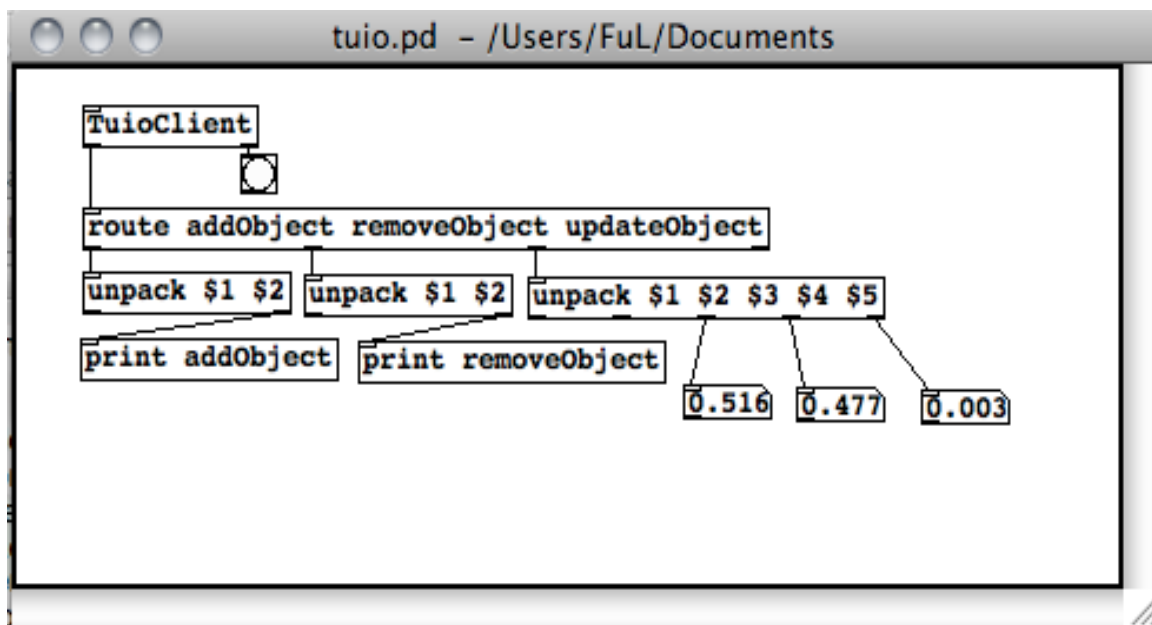 tuio.pd - /Users/FuL/Documents
TuioClient
route addObject removeObject updateObject
unpack $1 $2
unpack $1 $2
unpack $1 $2 $3 $4 $5
print addObject
print removeObject
0.516
0.477
0.003